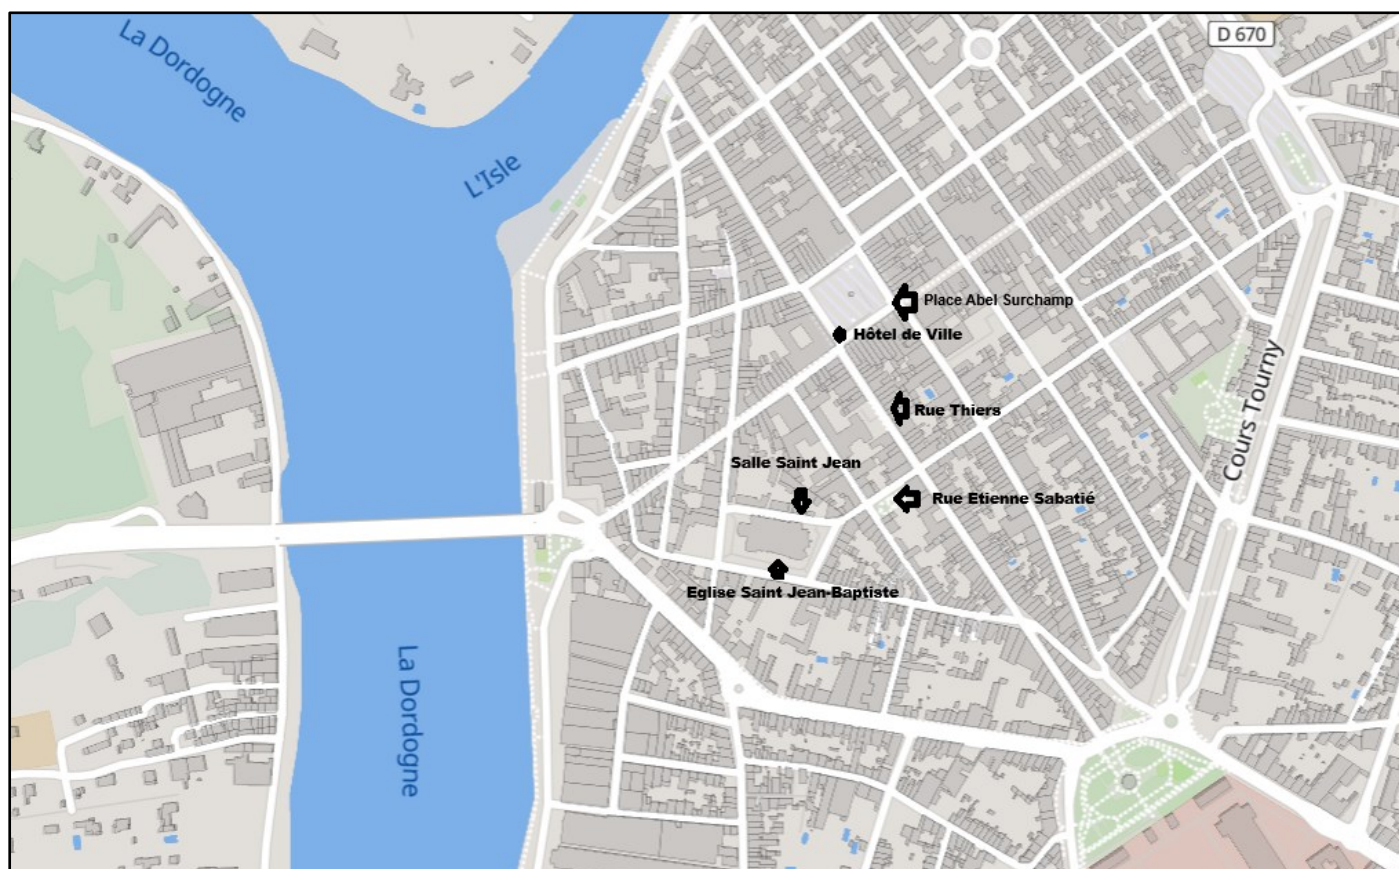 La Dordogne
D 670
L'Isle
Place Abel Surchamp
Hôtel de Ville
Rue Thiers
Cours Tourny
Salle Saint Jean
Rue Etienne Sabatié
Eglise Saint Jean-Baptiste
La Dordogne